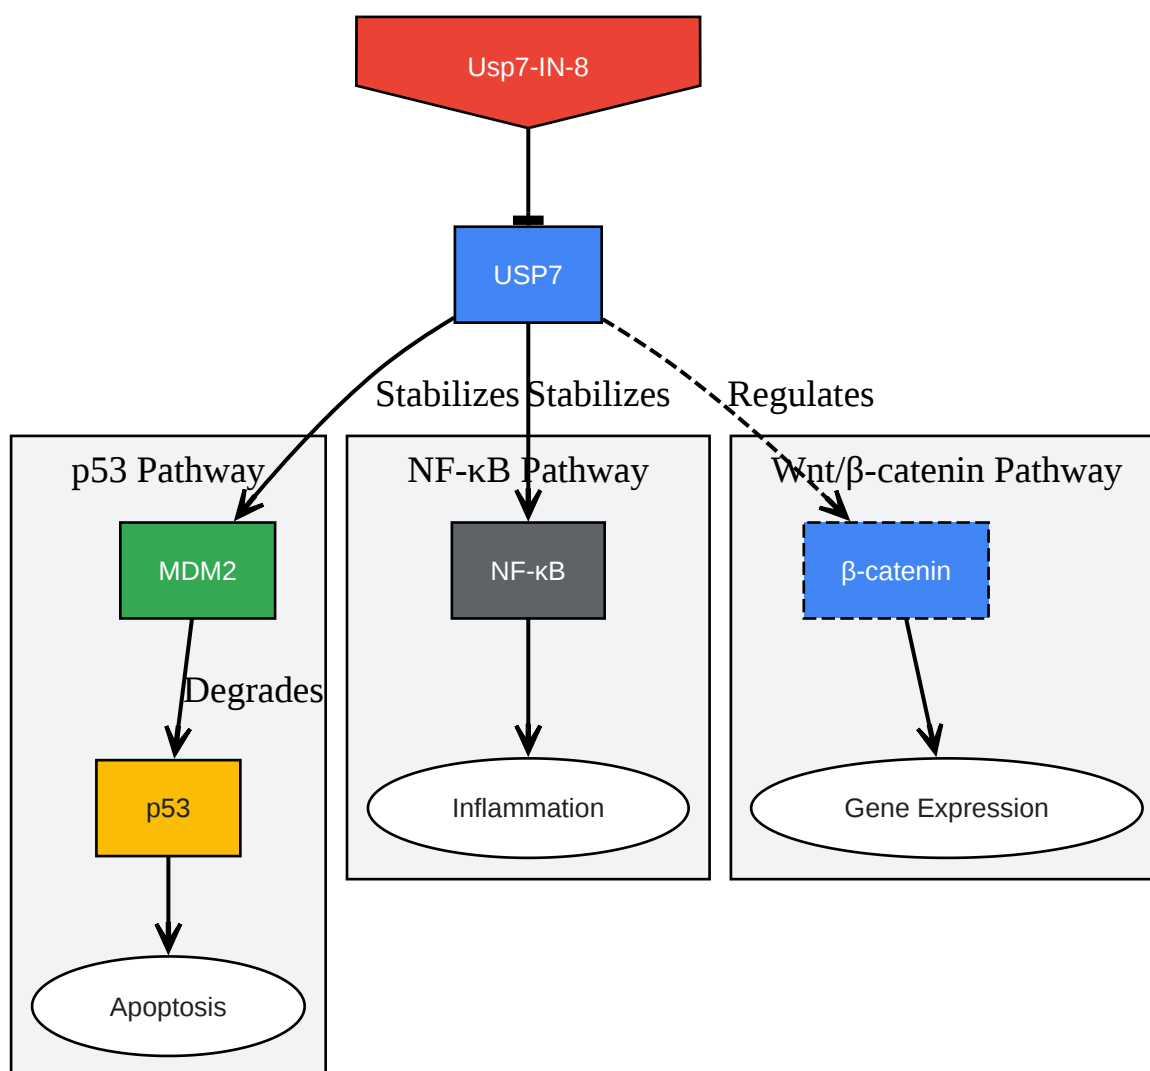 Usp7-IN-8
USP7
Stabilizes
Stabilizes
Regulates
p53 Pathway
NF-κB Pathway
Wnt/β-catenin Pathway
MDM2
NF-κB
β-catenin
Degrades
p53
Inflammation
Gene Expression
Apoptosis